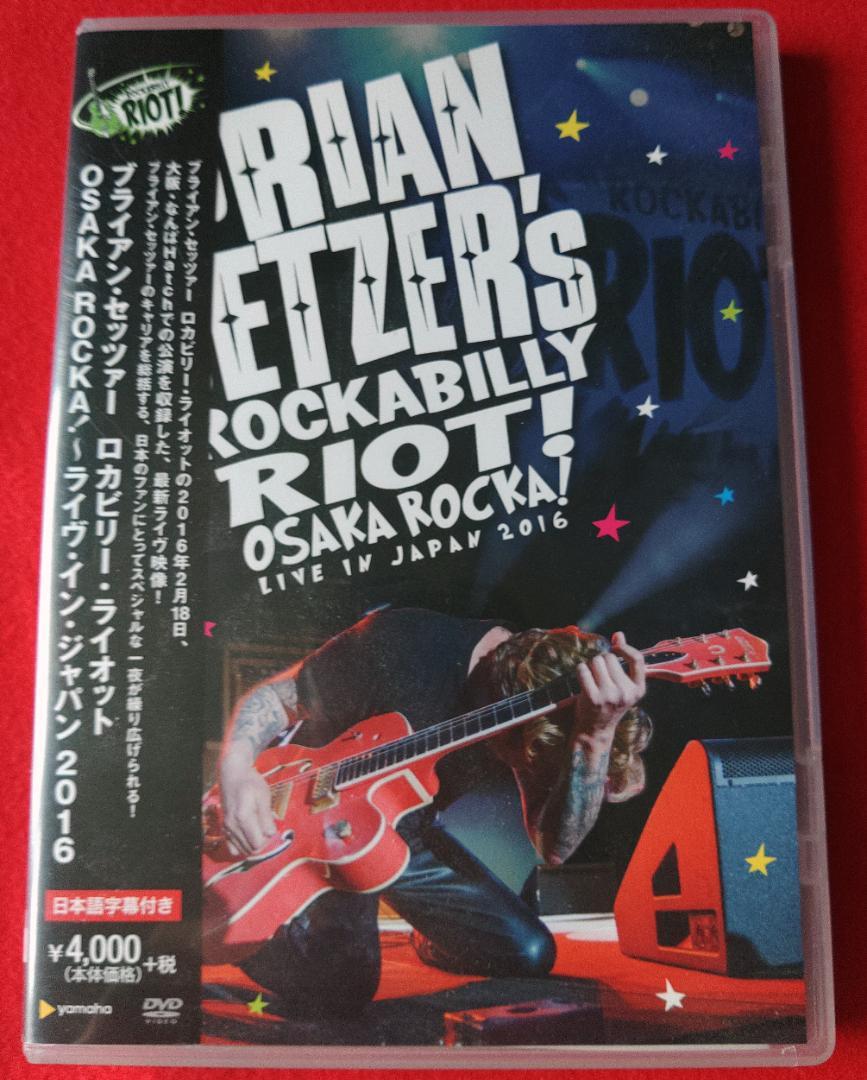 RIOT!
ブライアン・セッツァー ロカビリー・ライオットの2016年2月18日、
大阪・なんばHatchでの公演を収録した、最新ライヴ映像！
ブライアン・セッツァーのキャリアを総括する、日本のファンにとってスペシャルな一夜が繰り広げられる！
ブライアン・セッツァー ロカビリー・ライオット
OSAKA ROCKA!～ライヴ・イン・ジャパン 2016
日本語字幕付き
¥4,000+税
(本体価格)
yamaha
DVD
VIDEO
RIAN
ETZER's
ROCKABILLY
RIOT!
OSAKA ROCKA!
LIVE IN JAPAN 2016
ROCKABI
RIO